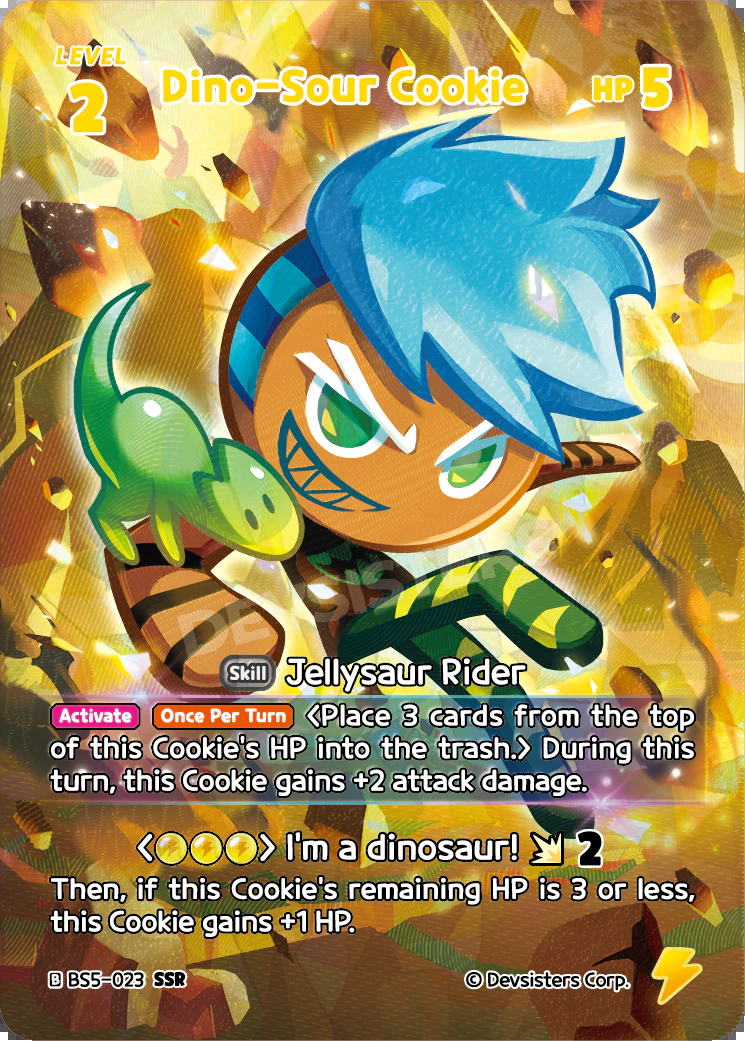 LEVEL
2
Dino-Sour Cookie
HP 5
DEVSISTERS
Skill Jellysaur Rider
Activate Once Per Turn <Place 3 cards from the top
of this Cookie's HP into the trash.> During this
turn, this Cookie gains +2 attack damage.
< > I'm a dinosaur! 2
Then, if this Cookie's remaining HP is 3 or less,
this Cookie gains +1 HP.
B BS5-023 SSR
© Devsisters Corp.